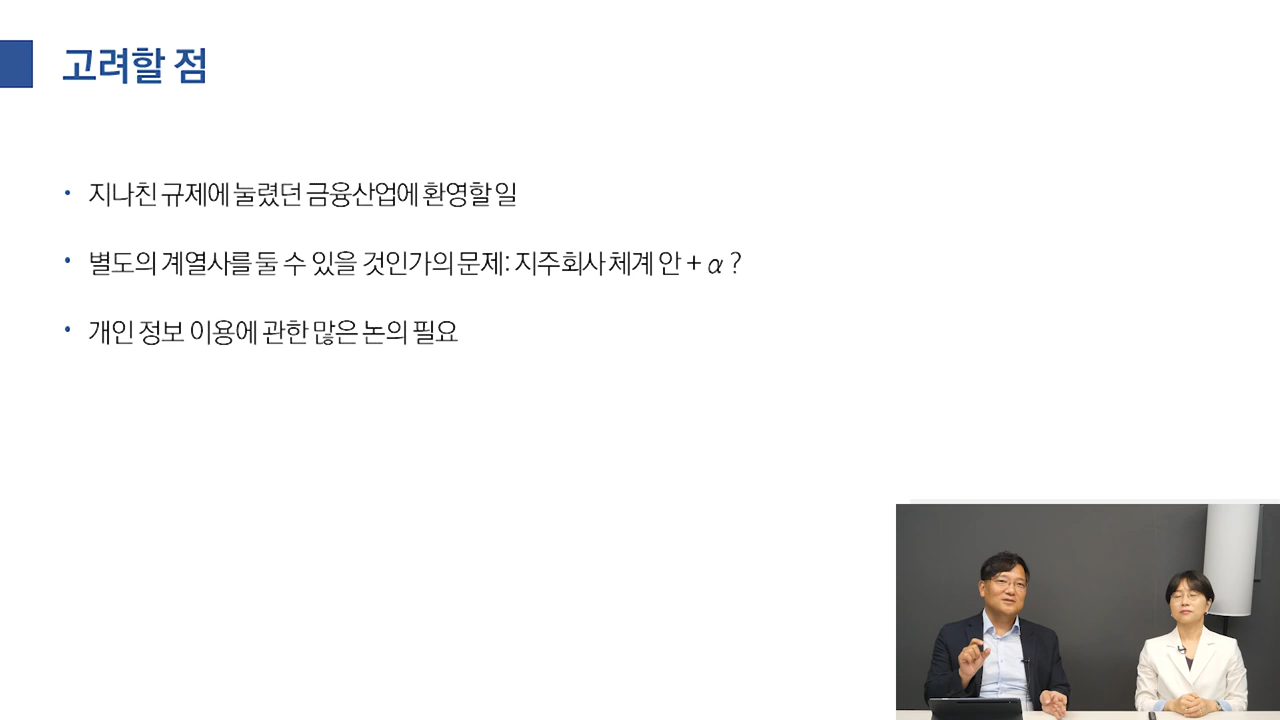 고려할 점
• 지나친 규제에 눌렸던 금융산업에 환영할 일
• 별도의 계열사를 둘 수 있을 것인가의 문제: 지주회사 체계 안 + α ?
• 개인 정보 이용에 관한 많은 논의 필요